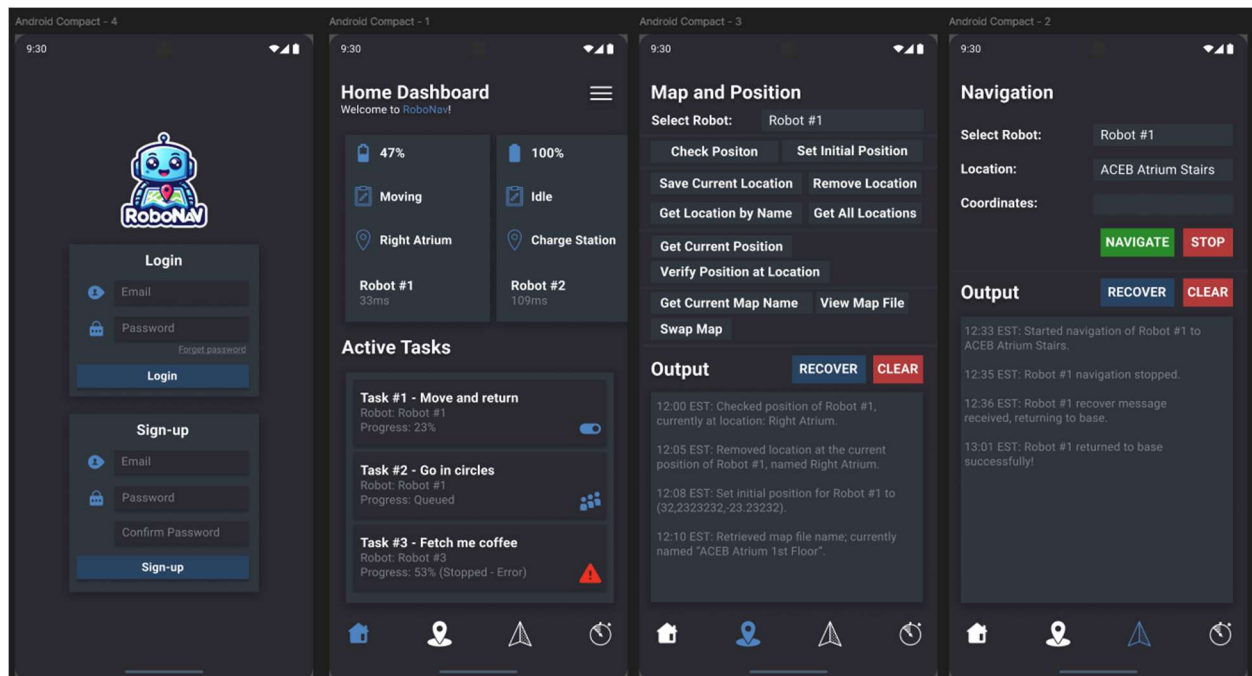 Android Compact - 4
9:30
RoboNAV
Login
Email
Password
Forget password
Login
Sign-up
Email
Password
Confirm Password
Sign-up
Android Compact - 1
9:30
Home Dashboard
Welcome to RoboNav!
47%
100%
Moving
Idle
Right Atrium
Charge Station
Robot #1
33ms
Robot #2
109ms
Active Tasks
Task #1 - Move and return
Robot: Robot #1
Progress: 23%
Task #2 - Go in circles
Robot: Robot #1
Progress: Queued
Task #3 - Fetch me coffee
Robot: Robot #3
Progress: 53% (Stopped - Error)
Android Compact - 3
9:30
Map and Position
Select Robot: Robot #1
Check Positon Set Initial Position
Save Current Location Remove Location
Get Location by Name Get All Locations
Get Current Position
Verify Position at Location
Get Current Map Name View Map File
Swap Map
Output RECOVER CLEAR
12:00 EST: Checked position of Robot #1,
currently at location: Right Atrium.
12:05 EST: Removed location at the current
position of Robot #1, named Right Atrium.
12:08 EST: Set initial position for Robot #1 to
(32,2323232,-23.23232).
12:10 EST: Retrieved map file name; currently
named "ACEB Atrium 1st Floor".
Android Compact - 2
9:30
Navigation
Select Robot: Robot #1
Location: ACEB Atrium Stairs
Coordinates:
NAVIGATE STOP
Output RECOVER CLEAR
12:33 EST: Started navigation of Robot #1 to
ACEB Atrium Stairs.
12:35 EST: Robot #1 navigation stopped.
12:36 EST: Robot #1 recover message
received, returning to base.
13:01 EST: Robot #1 returned to base
successfully!